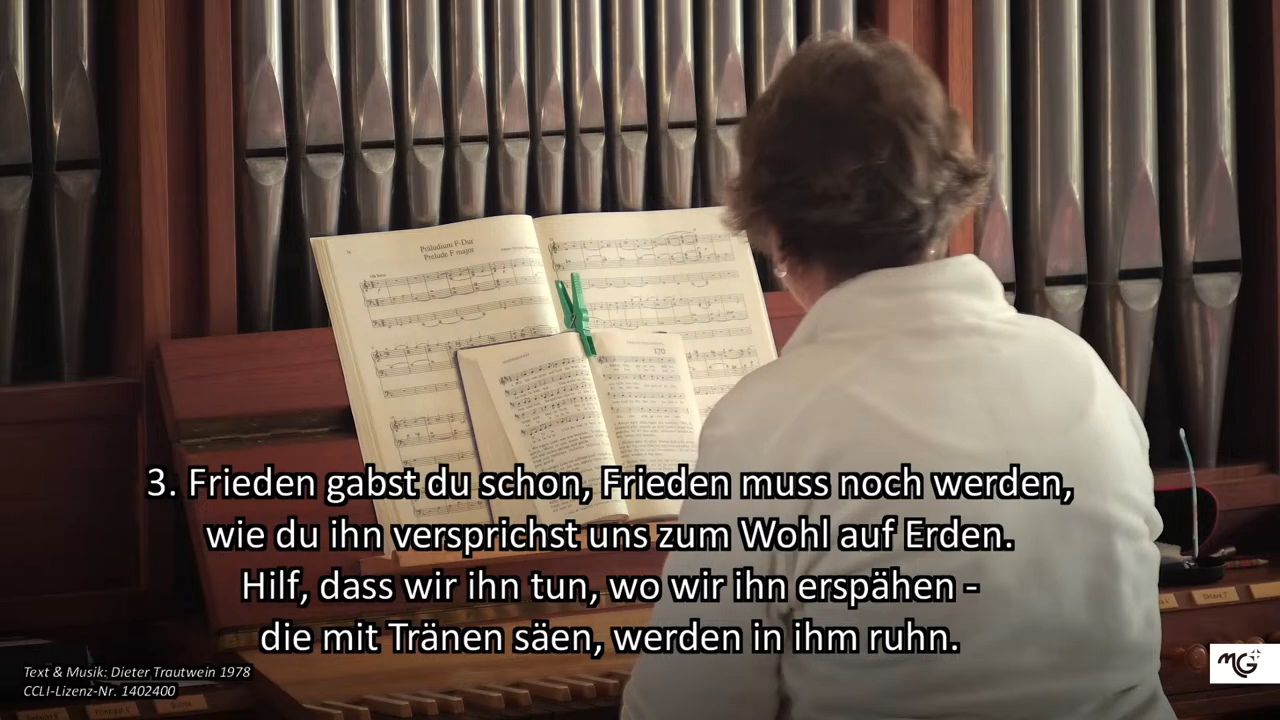 Präludium F-Dur
Prelude F major
170
3. Frieden gabst du schon, Frieden muss noch werden,
wie du ihn versprichst uns zum Wohl auf Erden.
Hilf, dass wir ihn tun, wo wir ihn erspähen -
die mit Tränen säen, werden in ihm ruhn.
Text & Musik: Dieter Trautwein 1978
CCLI-Lizenz-Nr. 1402400
MG